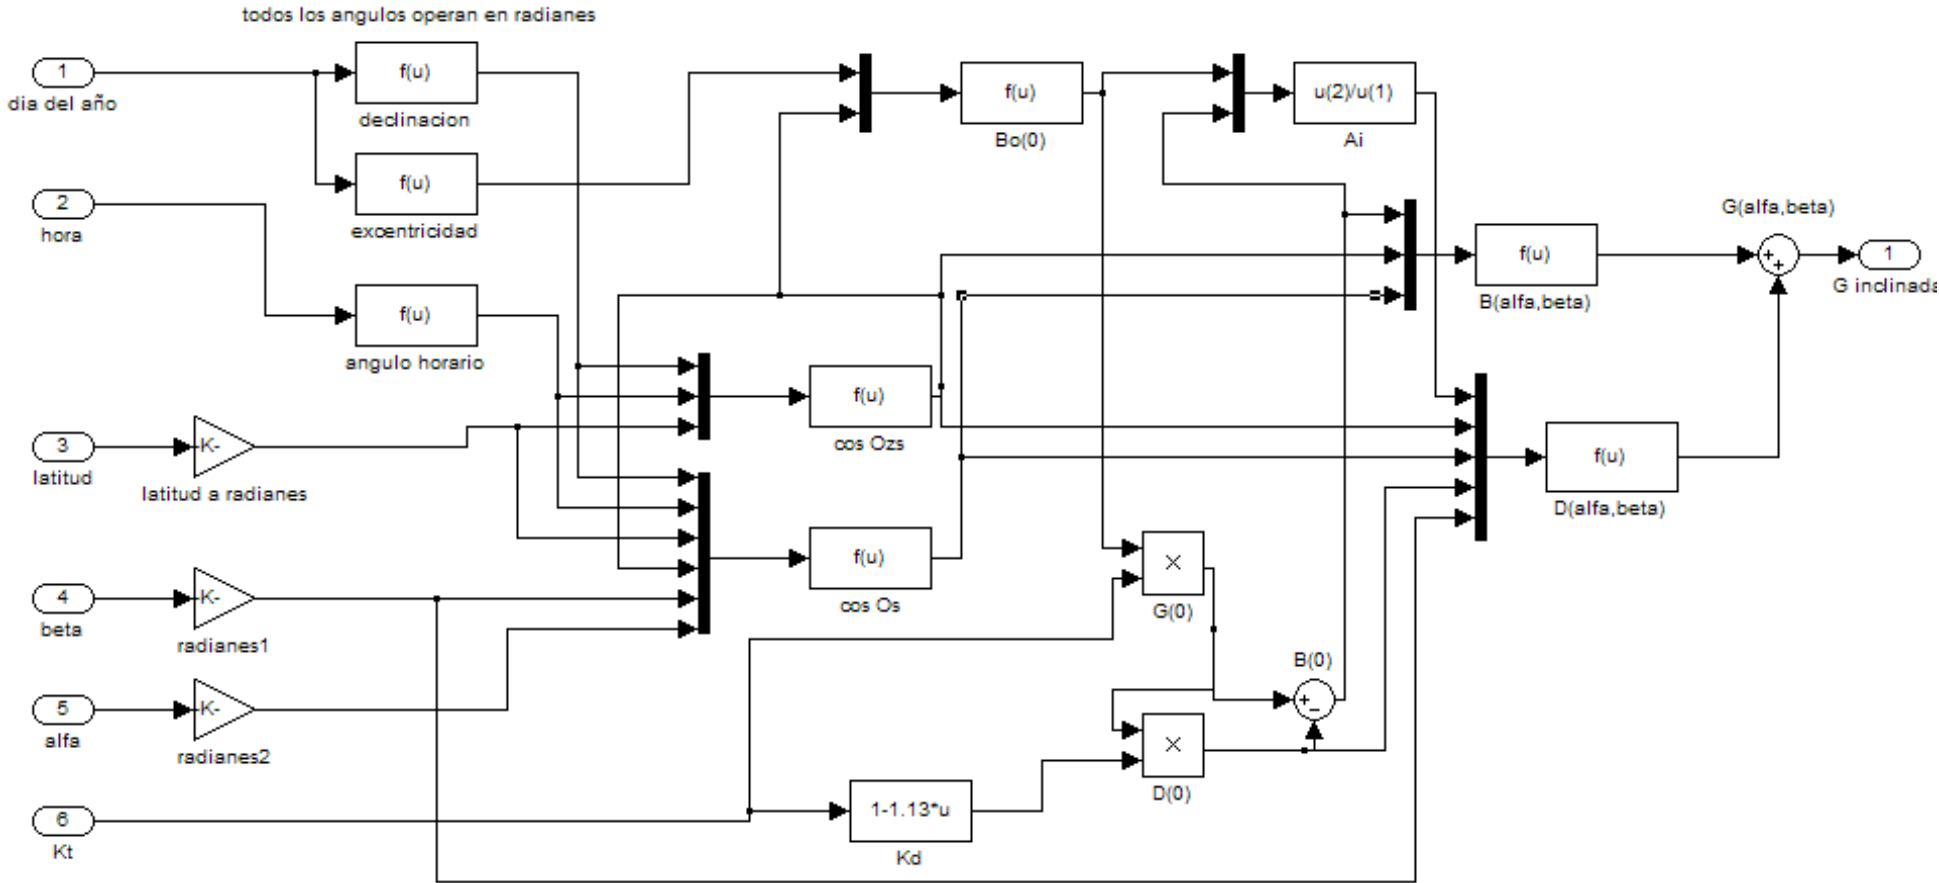 todos los angulos operan en radianes
1
dia del año
f(u)
declinacion
f(u)
excentricidad
2
hora
f(u)
angulo horario
3
latitud
-K-
latitud a radianes
4
beta
-K-
radianes1
5
alfa
-K-
radianes2
6
Kt
f(u)
cos Ozs
f(u)
cos Os
1-1.13*u
Kd
f(u)
Bo(0)
u(2)/u(1)
Ai
×
G(0)
×
D(0)
B(0)
+
−
f(u)
B(alfa,beta)
f(u)
D(alfa,beta)
G(alfa,beta)
+
+
1
G inclinada